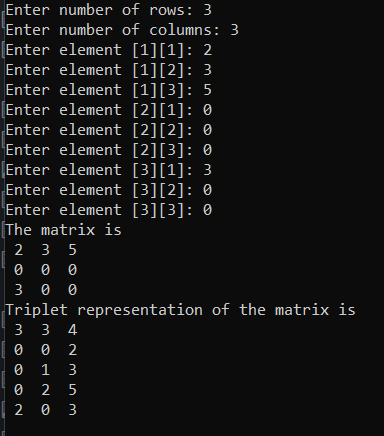 Enter number of rows: 3
Enter number of columns: 3
Enter element [1][1]: 2
Enter element [1][2]: 3
Enter element [1][3]: 5
Enter element [2][1]: 0
Enter element [2][2]: 0
Enter element [2][3]: 0
Enter element [3][1]: 3
Enter element [3][2]: 0
Enter element [3][3]: 0
The matrix is
2 3 5
0 0 0
3 0 0
Triplet representation of the matrix is
3 3 4
0 0 2
0 1 3
0 2 5
2 0 3